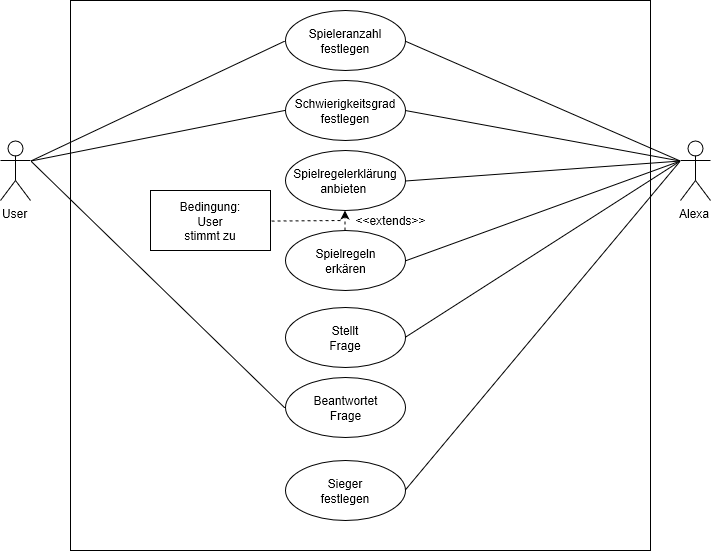 Spieleranzahl
festlegen
Schwierigkeitsgrad
festlegen
Spielregelerklärung
anbieten
Bedingung:
User
stimmt zu
<<extends>>
User
Alexa
Spielregeln
erkären
Stellt
Frage
Beantwortet
Frage
Sieger
festlegen